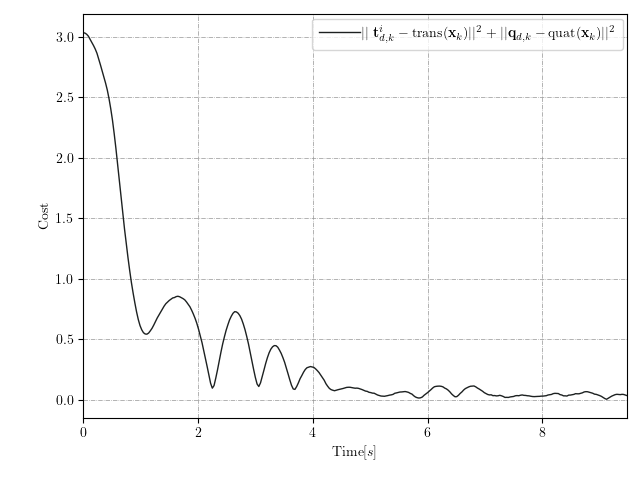 || t^i_{d,k} − trans(x_k)||² + ||q_{d,k} − quat(x_k)||²
3.0
2.5
2.0
1.5
1.0
0.5
0.0
Cost
0 2 4 6 8
Time[s]